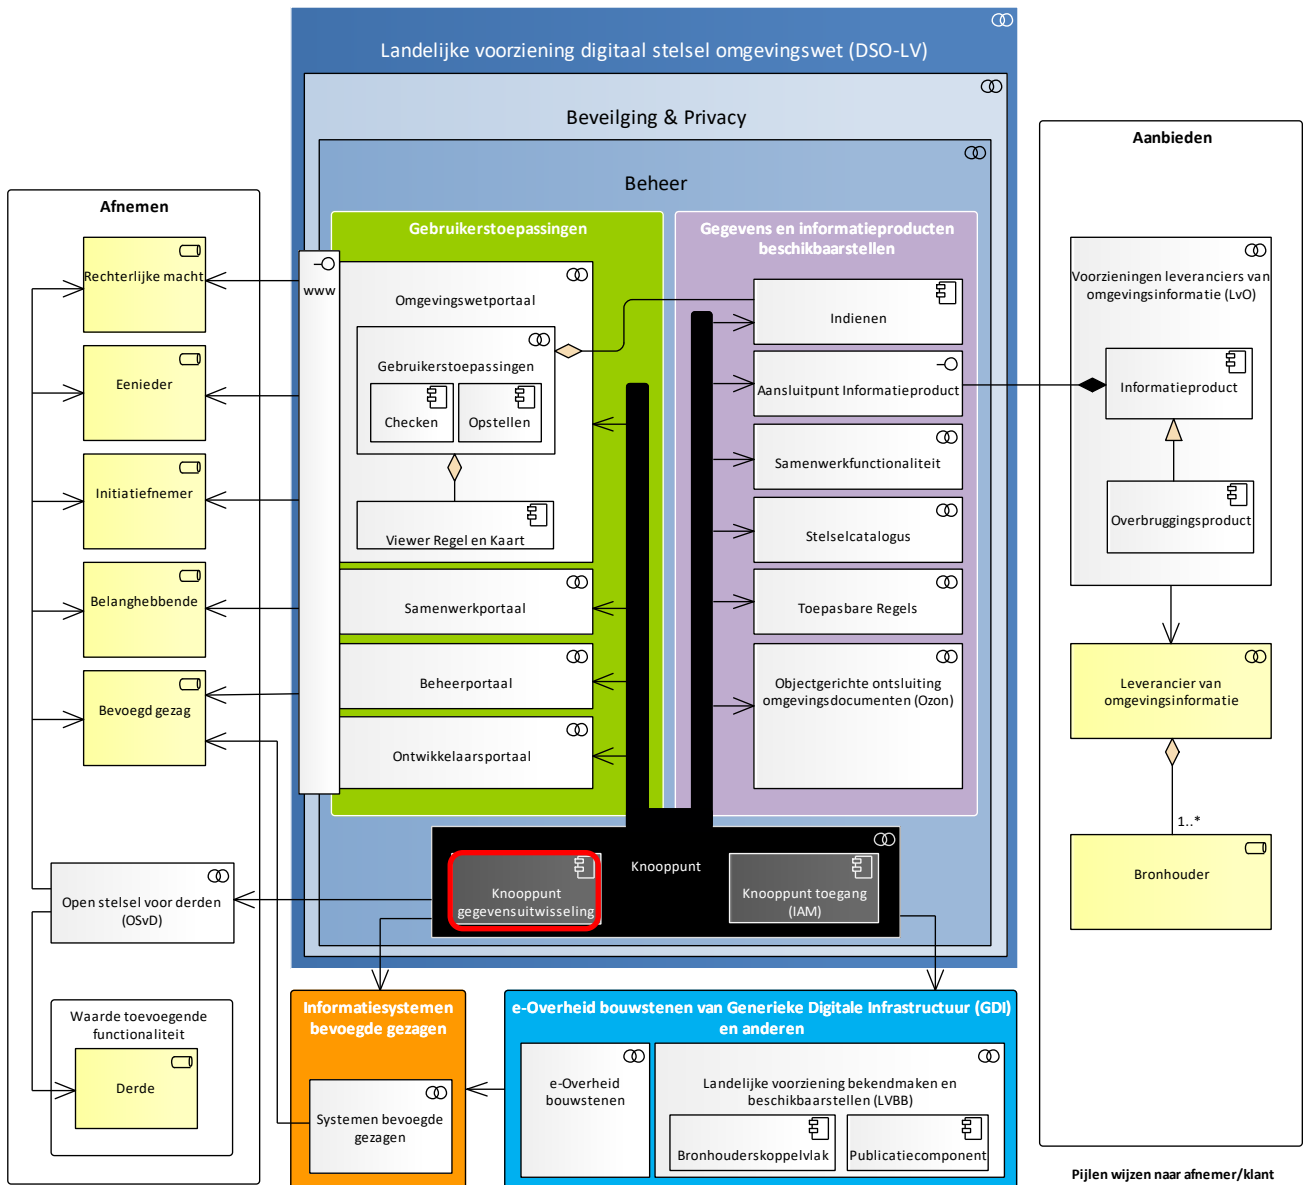 Landelijke voorziening digitaal stelsel omgevingswet (DSO-LV)
Beveilging & Privacy
Beheer
Afnemen
Rechterlijke macht
Eenieder
Initiatiefnemer
Belanghebbende
Bevoegd gezag
Open stelsel voor derden
(OSvD)
Waarde toevoegende
functionaliteit
Derde
www
Gebruikerstoepassingen
Omgevingswetportaal
Gebruikerstoepassingen
Checken
Opstellen
Viewer Regel en Kaart
Samenwerkportaal
Beheerportaal
Ontwikkelaarsportaal
Gegevens en informatieproducten
beschikbaarstellen
Indienen
Aansluitpunt Informatieproduct
Samenwerkfunctionaliteit
Stelselcatalogus
Toepasbare Regels
Objectgerichte ontsluiting
omgevingsdocumenten (Ozon)
Knooppunt
Knooppunt
gegevensuitwisseling
Knooppunt toegang
(IAM)
Informatiesystemen
bevoegde gezagen
Systemen bevoegde
gezagen
e-Overheid bouwstenen van Generieke Digitale Infrastructuur (GDI)
en anderen
e-Overheid
bouwstenen
Landelijke voorziening bekendmaken en
beschikbaarstellen (LVBB)
Bronhouderskoppelvlak
Publicatiecomponent
Aanbieden
Voorzieningen leveranciers van
omgevingsinformatie (LvO)
Informatieproduct
Overbruggingsproduct
Leverancier van
omgevingsinformatie
1..*
Bronhouder
Pijlen wijzen naar afnemer/klant